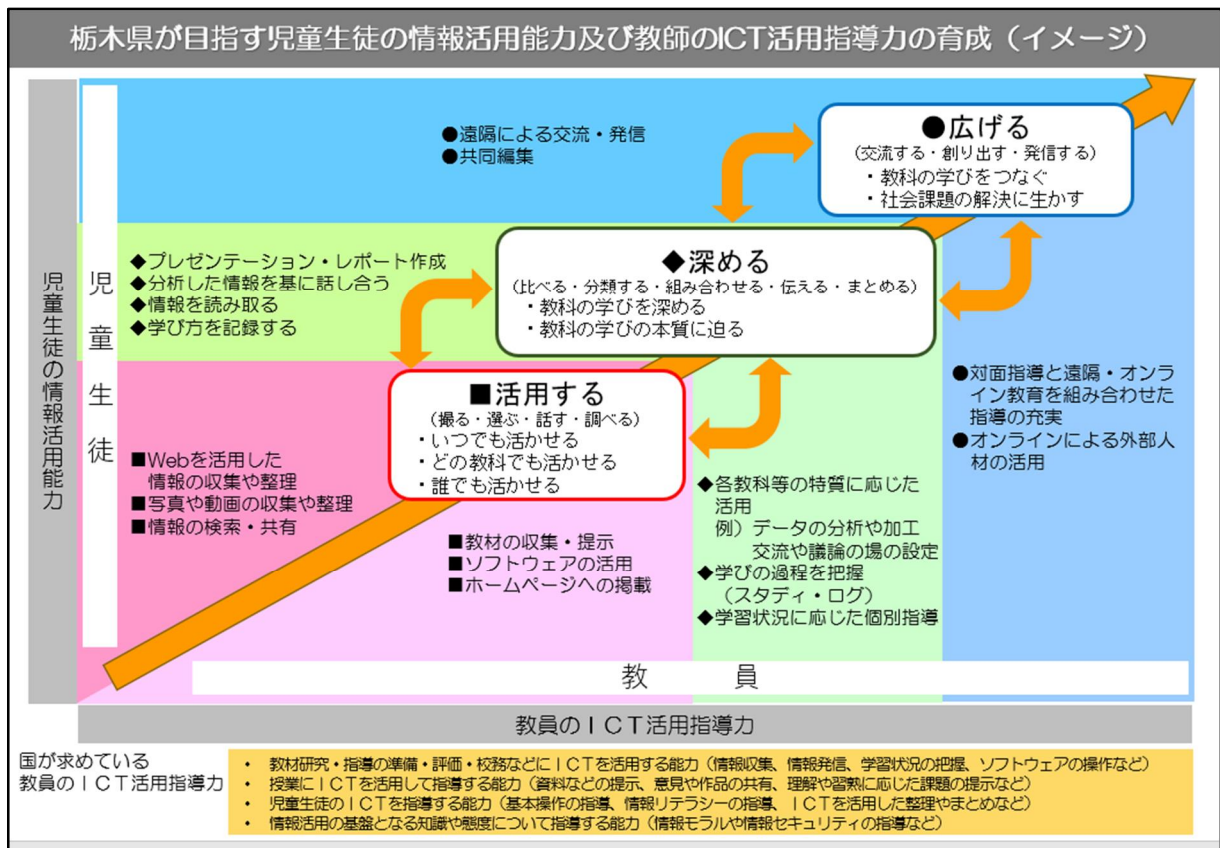 栃木県が目指す児童生徒の情報活用能力及び教師のICT活用指導力の育成（イメージ）
児童生徒の情報活用能力
児童生徒
●遠隔による交流・発信
●共同編集
●広げる
（交流する・創り出す・発信する）
・教科の学びをつなぐ
・社会課題の解決に生かす
◆プレゼンテーション・レポート作成
◆分析した情報を基に話し合う
◆情報を読み取る
◆学び方を記録する
◆深める
（比べる・分類する・組み合わせる・伝える・まとめる）
・教科の学びを深める
・教科の学びの本質に迫る
■活用する
（撮る・選ぶ・話す・調べる）
・いつでも活かせる
・どの教科でも活かせる
・誰でも活かせる
■Webを活用した
情報の収集や整理
■写真や動画の収集や整理
■情報の検索・共有
■教材の収集・提示
■ソフトウェアの活用
■ホームページへの掲載
◆各教科等の特質に応じた
活用
例）データの分析や加工
交流や議論の場の設定
◆学びの過程を把握
（スタディ・ログ）
◆学習状況に応じた個別指導
●対面指導と遠隔・オンラ
イン教育を組み合わせた
指導の充実
●オンラインによる外部人
材の活用
教員
教員のＩＣＴ活用指導力
国が求めている
教員のＩＣＴ活用指導力
・ 教材研究・指導の準備・評価・校務などにＩＣＴを活用する能力（情報収集、情報発信、学習状況の把握、ソフトウェアの操作など）
・ 授業にＩＣＴを活用して指導する能力（資料などの提示、意見や作品の共有、理解や習熟に応じた課題の提示など）
・ 児童生徒のＩＣＴを指導する能力（基本操作の指導、情報リテラシーの指導、ＩＣＴを活用した整理やまとめなど）
・ 情報活用の基盤となる知識や態度について指導する能力（情報モラルや情報セキュリティの指導など）